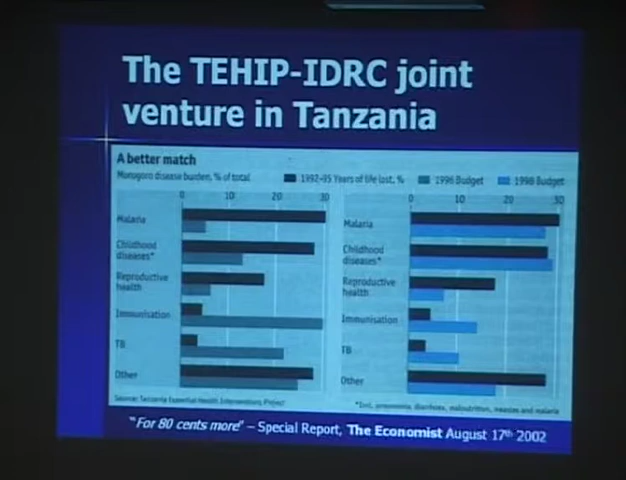 The TEHIP-IDRC joint
venture in Tanzania
A better match
Morogoro disease burden, % of total
1992-95 Years of life lost, %
1996 Budget
1998 Budget
0 10 20 30
Malaria
Childhood
diseases*
Reproductive
health
Immunisation
TB
Other
0 10 20 30
Malaria
Childhood
diseases*
Reproductive
health
Immunisation
TB
Other
Source: Tanzania Essential Health Interventions Project
*Incl. pneumonia, diarrhoea, malnutrition, measles and malaria
"For 80 cents more" – Special Report, The Economist August 17th 2002